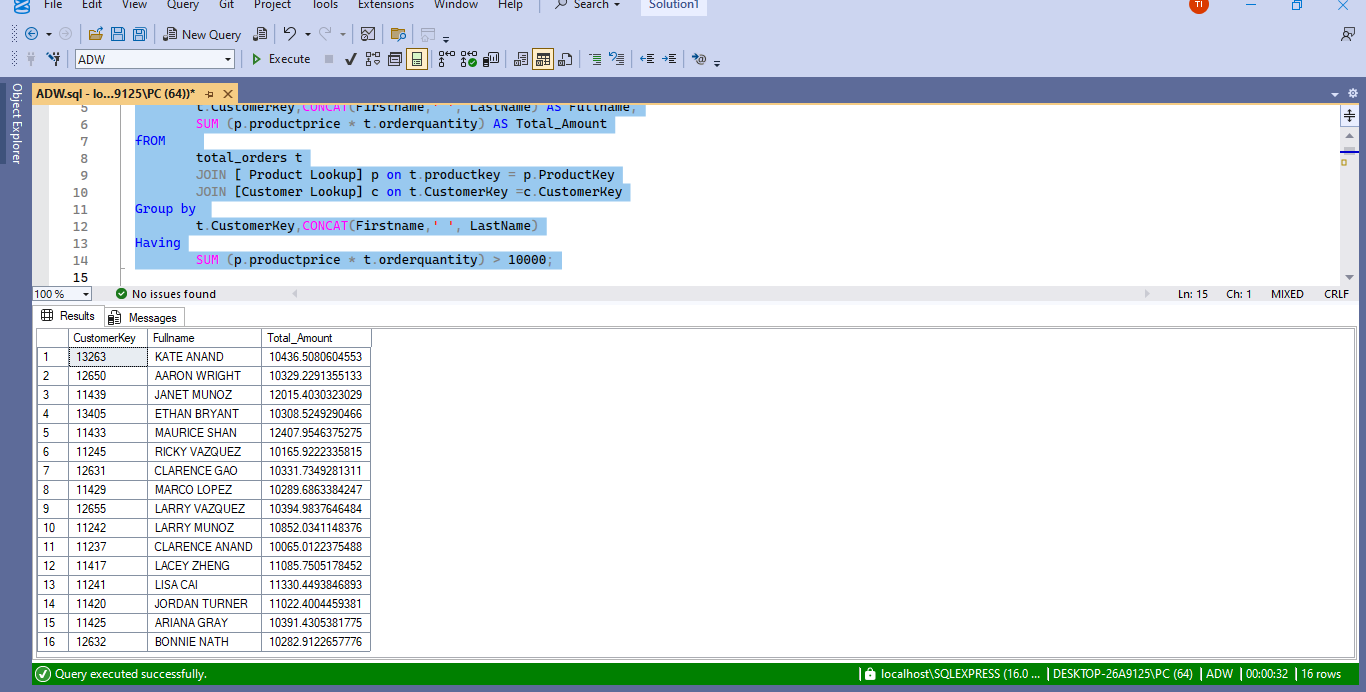 File Edit View Query Git Project Tools Extensions Window Help Search Solution1 TI
New Query
ADW Execute
Object Explorer
ADW.sql - lo...9125\PC (64))*
5 t.CustomerKey,CONCAT(Firstname,' ', LastName) AS Fullname,
6 SUM (p.productprice * t.orderquantity) AS Total_Amount
7 fROM
8 total_orders t
9 JOIN [ Product Lookup] p on t.productkey = p.ProductKey
10 JOIN [Customer Lookup] c on t.CustomerKey =c.CustomerKey
11 Group by
12 t.CustomerKey,CONCAT(Firstname,' ', LastName)
13 Having
14 SUM (p.productprice * t.orderquantity) > 10000;
15
100 % No issues found Ln: 15 Ch: 1 MIXED CRLF
Results Messages
CustomerKey Fullname Total_Amount
1 13263 KATE ANAND 10436.5080604553
2 12650 AARON WRIGHT 10329.2291355133
3 11439 JANET MUNOZ 12015.4030323029
4 13405 ETHAN BRYANT 10308.5249290466
5 11433 MAURICE SHAN 12407.9546375275
6 11245 RICKY VAZQUEZ 10165.9222335815
7 12631 CLARENCE GAO 10331.7349281311
8 11429 MARCO LOPEZ 10289.6863384247
9 12655 LARRY VAZQUEZ 10394.9837646484
10 11242 LARRY MUNOZ 10852.0341148376
11 11237 CLARENCE ANAND 10065.0122375488
12 11417 LACEY ZHENG 11085.7505178452
13 11241 LISA CAI 11330.4493846893
14 11420 JORDAN TURNER 11022.4004459381
15 11425 ARIANA GRAY 10391.4305381775
16 12632 BONNIE NATH 10282.9122657776
Query executed successfully. localhost\SQLEXPRESS (16.0 ... DESKTOP-26A9125\PC (64) ADW 00:00:32 16 rows